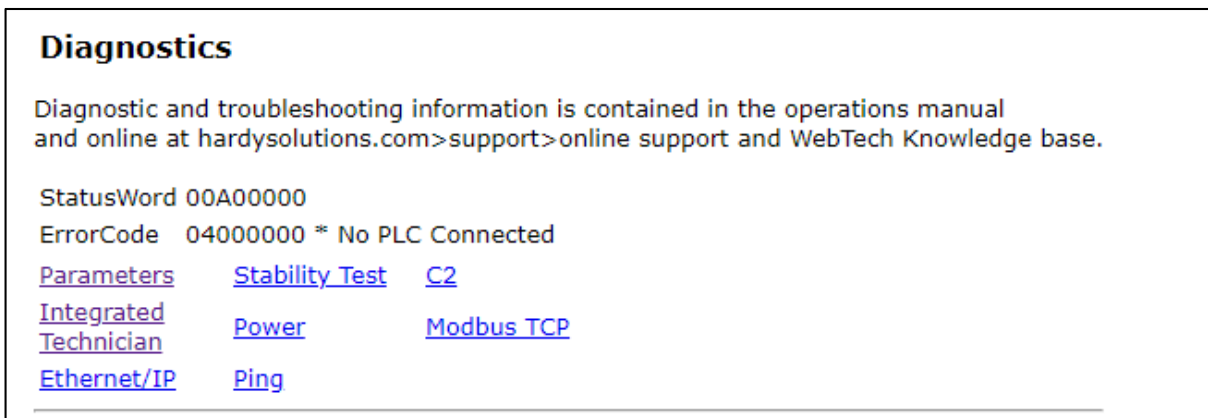 Diagnostics
Diagnostic and troubleshooting information is contained in the operations manual
and online at hardysolutions.com>support>online support and WebTech Knowledge base.
StatusWord 00A00000
ErrorCode 04000000 * No PLC Connected
Parameters Stability Test C2
Integrated
Technician Power Modbus TCP
Ethernet/IP Ping